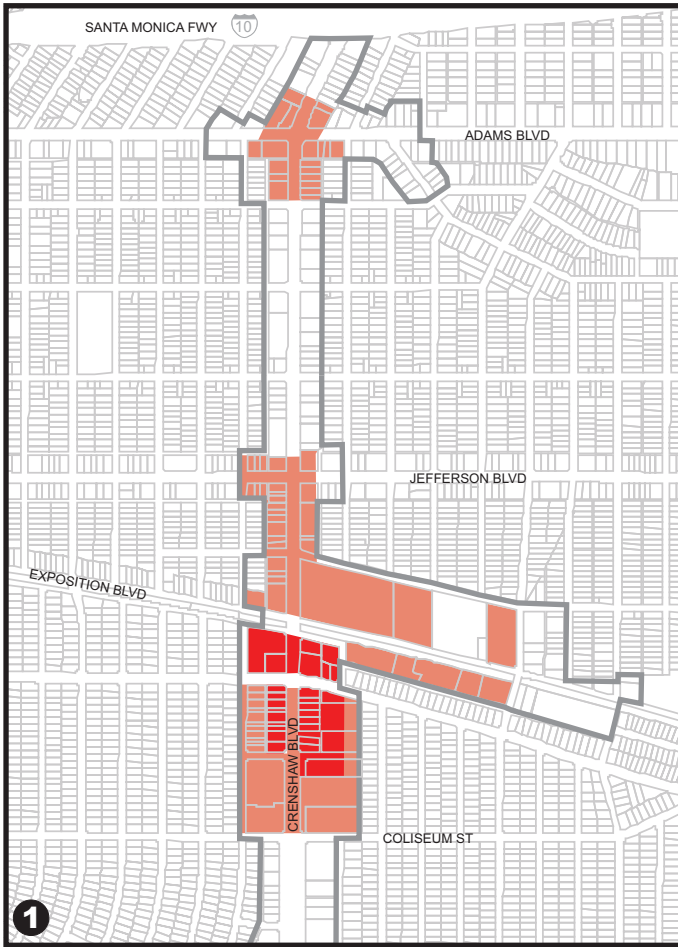 SANTA MONICA FWY 10
ADAMS BLVD
JEFFERSON BLVD
EXPOSITION BLVD
CRENSHAW BLVD
COLISEUM ST
1